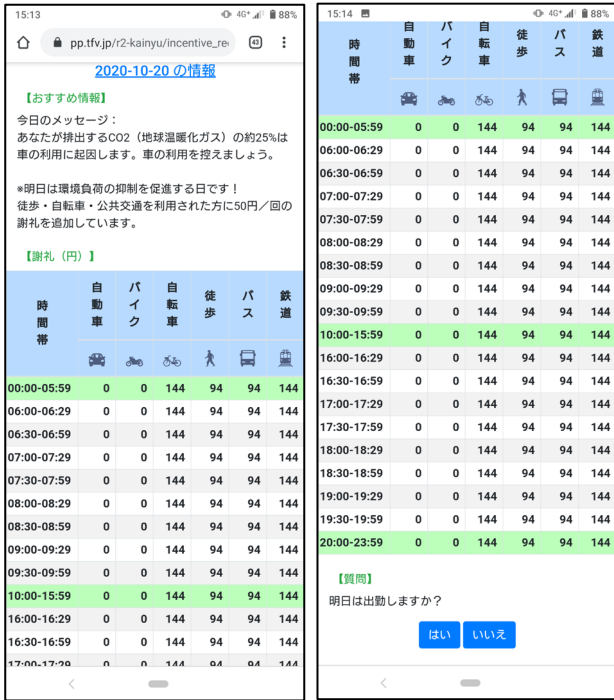 15:13 4G+ 88%
pp.tfv.jp/r2-kainyu/incentive_re 43
2020-10-20 の情報
【おすすめ情報】
今日のメッセージ：
あなたが排出するCO2（地球温暖化ガス）の約25%は
車の利用に起因します。車の利用を控えましょう。
*明日は環境負荷の抑制を促進する日です！
徒歩・自転車・公共交通を利用された方に50円／回の
謝礼を追加しています。
【謝礼（円）】
時間帯 自動車 バイク 自転車 徒歩 バス 鉄道
00:00-05:59 0 0 144 94 94 144
06:00-06:29 0 0 144 94 94 144
06:30-06:59 0 0 144 94 94 144
07:00-07:29 0 0 144 94 94 144
07:30-07:59 0 0 144 94 94 144
08:00-08:29 0 0 144 94 94 144
08:30-08:59 0 0 144 94 94 144
09:00-09:29 0 0 144 94 94 144
09:30-09:59 0 0 144 94 94 144
10:00-15:59 0 0 144 94 94 144
16:00-16:29 0 0 144 94 94 144
16:30-16:59 0 0 144 94 94 144
17:00-17:29 0 0 144 94 94 144
15:14 4G+ 88%
時間帯 自動車 バイク 自転車 徒歩 バス 鉄道
00:00-05:59 0 0 144 94 94 144
06:00-06:29 0 0 144 94 94 144
06:30-06:59 0 0 144 94 94 144
07:00-07:29 0 0 144 94 94 144
07:30-07:59 0 0 144 94 94 144
08:00-08:29 0 0 144 94 94 144
08:30-08:59 0 0 144 94 94 144
09:00-09:29 0 0 144 94 94 144
09:30-09:59 0 0 144 94 94 144
10:00-15:59 0 0 144 94 94 144
16:00-16:29 0 0 144 94 94 144
16:30-16:59 0 0 144 94 94 144
17:00-17:29 0 0 144 94 94 144
17:30-17:59 0 0 144 94 94 144
18:00-18:29 0 0 144 94 94 144
18:30-18:59 0 0 144 94 94 144
19:00-19:29 0 0 144 94 94 144
19:30-19:59 0 0 144 94 94 144
20:00-23:59 0 0 144 94 94 144
【質問】
明日は出勤しますか？
はい いいえ